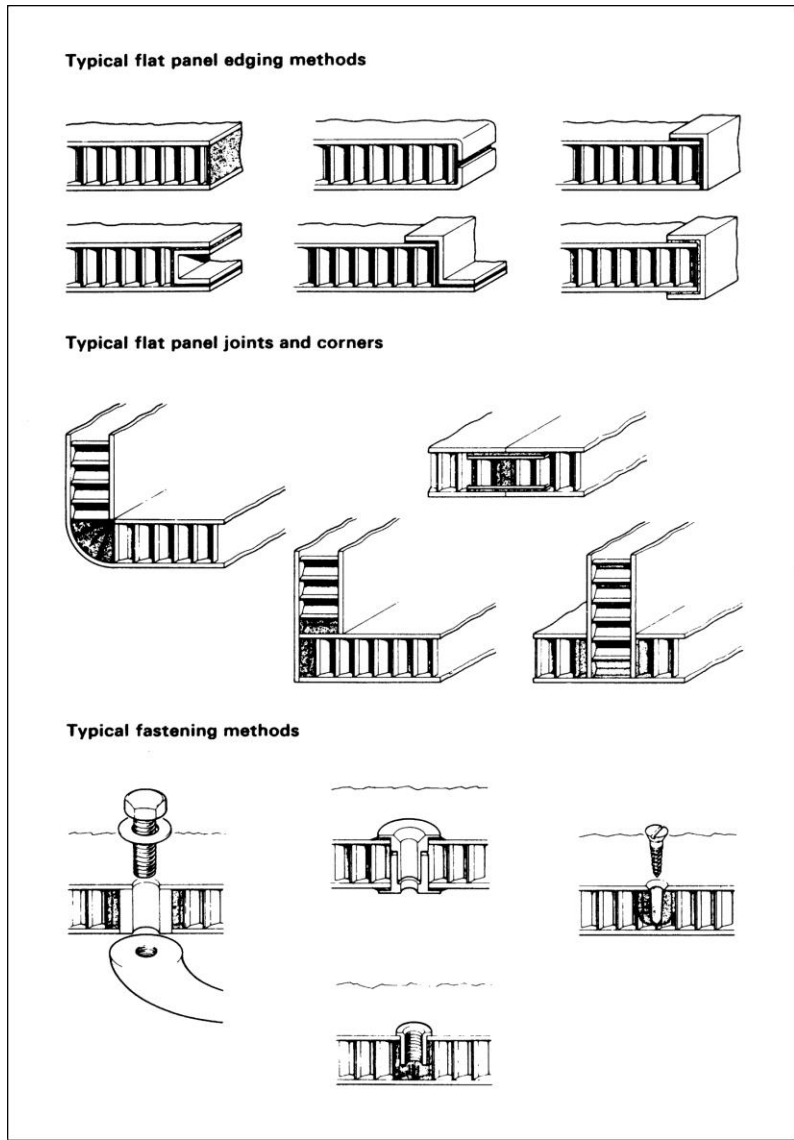 Typical flat panel edging methods
Typical flat panel joints and corners
Typical fastening methods